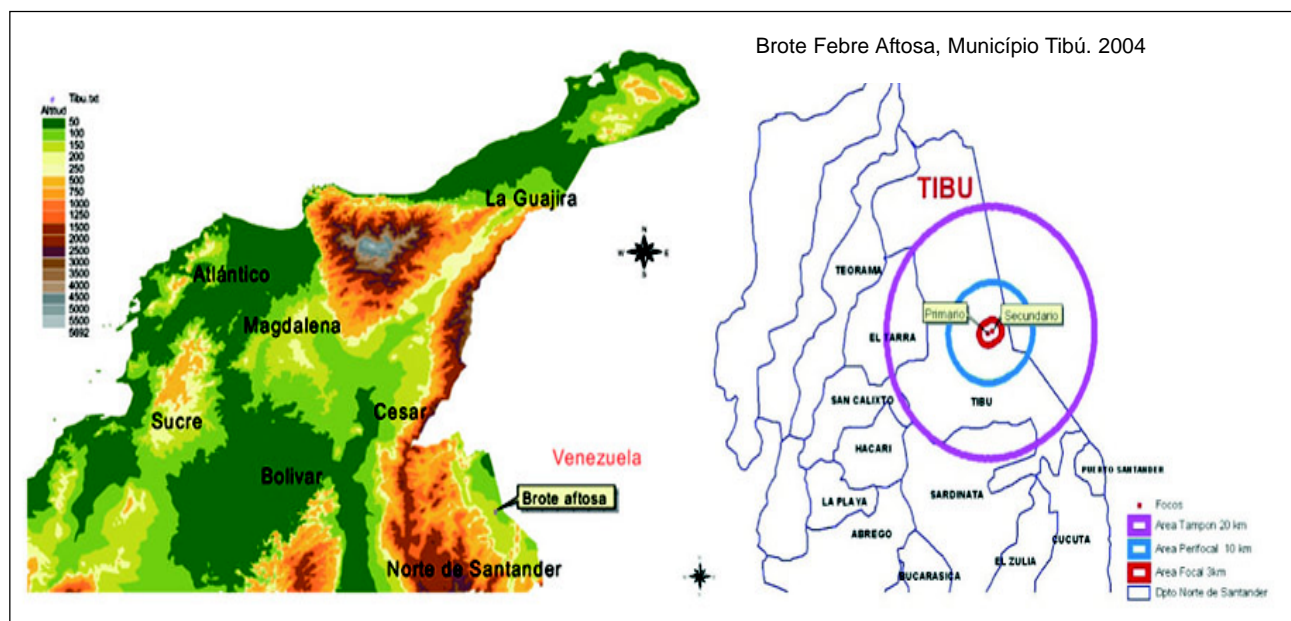 Brote Febre Aftosa, Município Tibú. 2004
Tibu.txt
Altitud
50
100
150
200
250
500
750
1000
1250
1500
2000
2500
3000
3500
4000
4500
5000
5500
5692
La Guajira
Atlántico
Magdalena
Sucre
Cesar
Bolivar
Venezuela
Brote aftosa
Norte de Santander
N
W E
S
TIBU
TEORAMA
Primario
Secundario
EL TARRA
SAN CALIXTO
TIBU
HACARI
PUERTO SANTANDER
LA PLAYA
SARDINATA
ABREGO
CUCUTA
EL ZULIA
BUCARASICA
Focos
Area Tampon 20 km
Area Perifocal 10 km
Area Focal 3km
Dpto Norte de Santander